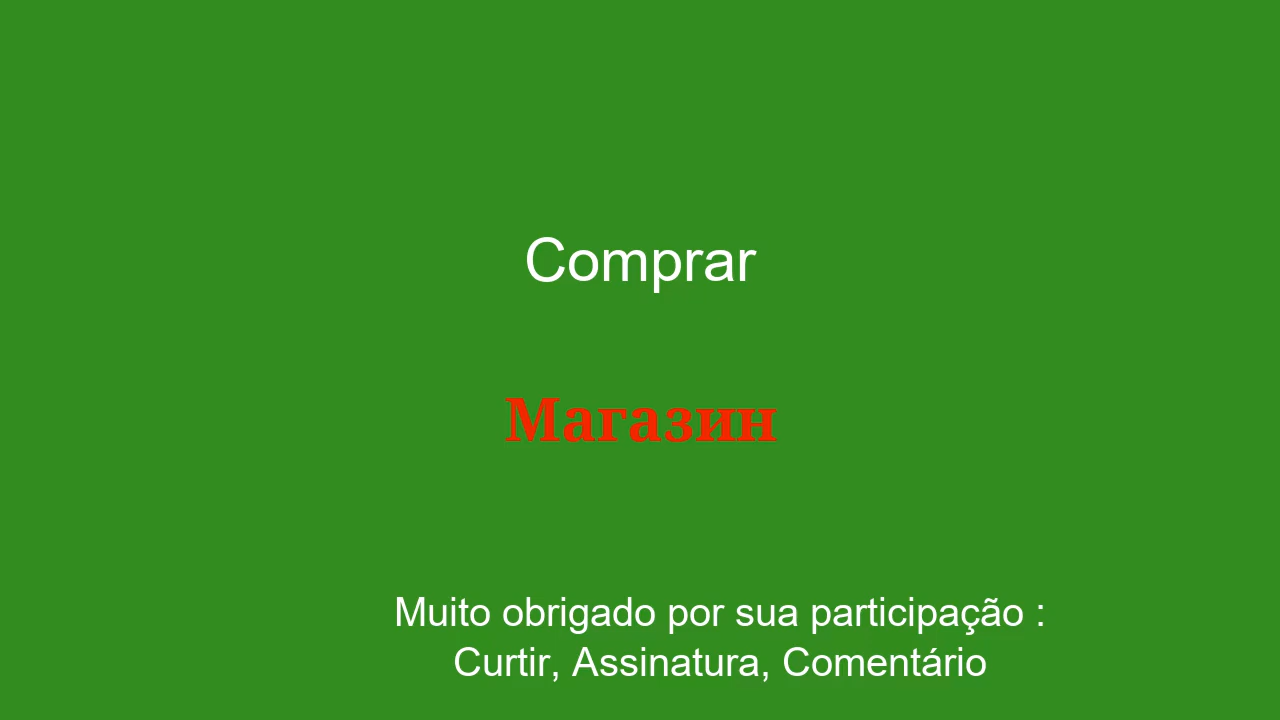 Comprar
Магазин
Muito obrigado por sua participação :
Curtir, Assinatura, Comentário